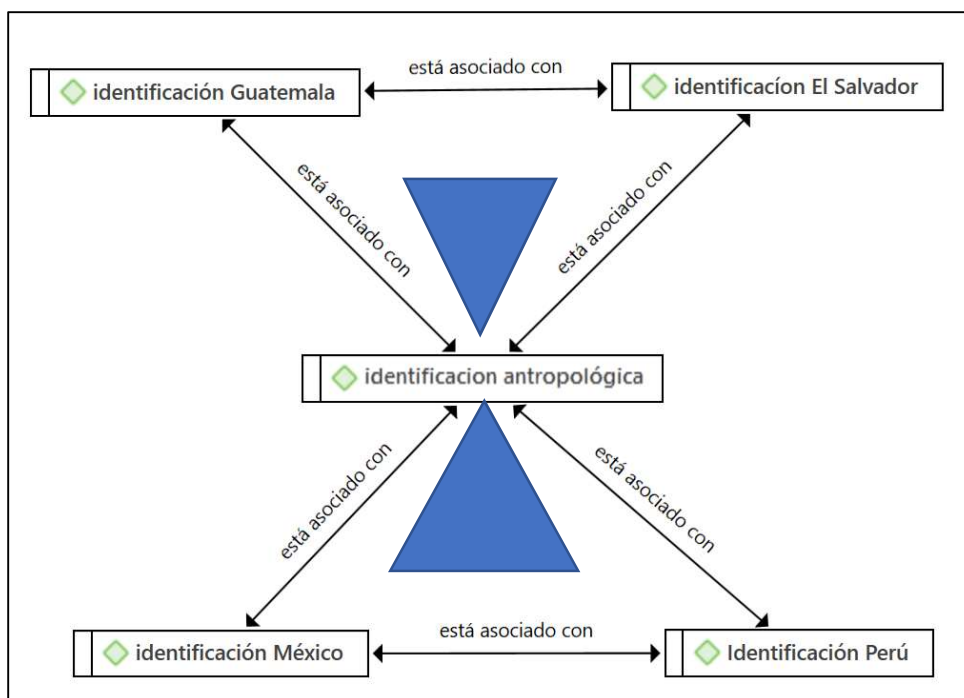 está asociado con
identificación Guatemala
identificacíon El Salvador
está asociado con
está asociado con
identificacion antropológica
está asociado con
está asociado con
está asociado con
identificación México
Identificación Perú